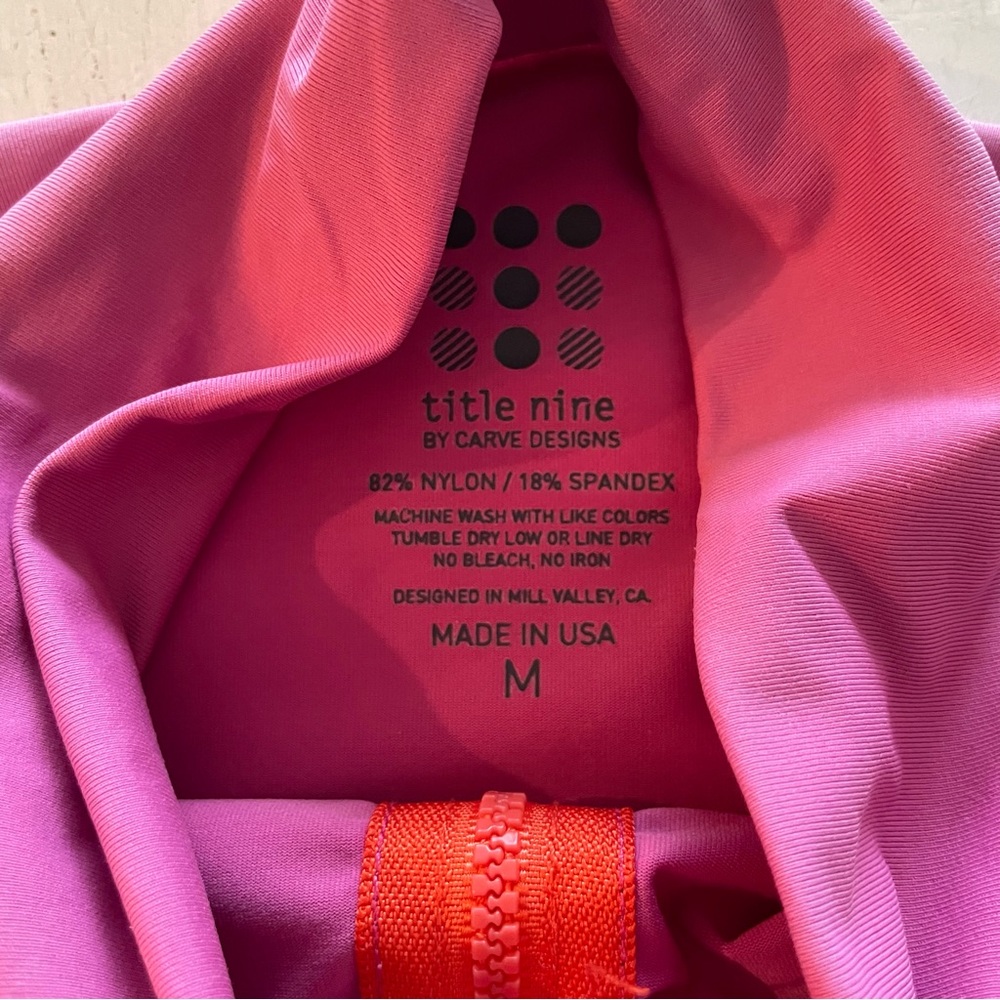 title nine
BY CARVE DESIGNS
82% NYLON / 18% SPANDEX
MACHINE WASH WITH LIKE COLORS
TUMBLE DRY LOW OR LINE DRY
NO BLEACH, NO IRON
DESIGNED IN MILL VALLEY, CA.
MADE IN USA
M